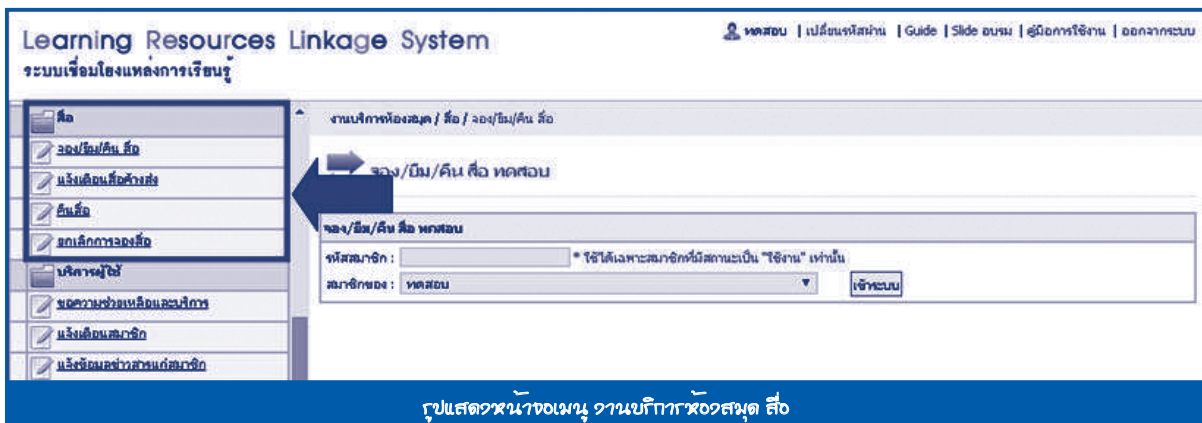 Learning Resources Linkage System
ระบบเชื่อมโยงแหล่งการเรียนรู้
ทดสอบ | เปลี่ยนรหัสผ่าน | Guide | Slide อบรม | คู่มือการใช้งาน | ออกจากระบบ
สื่อ
จอง/ยืม/คืน สื่อ
แจ้งเตือนสื่อค้างส่ง
คืนสื่อ
ยกเลิกการจองสื่อ
บริการผู้ใช้
ขอความช่วยเหลือและบริการ
แจ้งเตือนสมาชิก
แจ้งข้อมูลข่าวสารแก่สมาชิก
งานบริการห้องสมุด / สื่อ / จอง/ยืม/คืน สื่อ
จอง/ยืม/คืน สื่อ ทดสอบ
จอง/ยืม/คืน สื่อ ทดสอบ
รหัสสมาชิก : * ใช้ได้เฉพาะสมาชิกที่มีสถานะเป็น "ใช้งาน" เท่านั้น
สมาชิกของ : ทดสอบ เข้าระบบ
รูปแสดงหน้าจอเมนู งานบริการห้องสมุด สื่อ